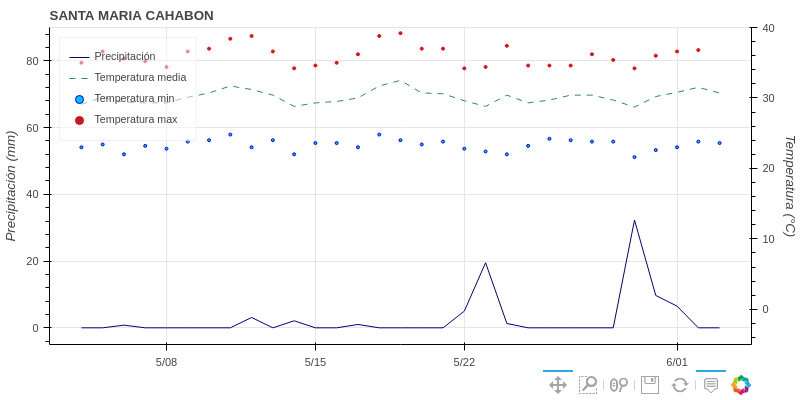 SANTA MARIA CAHABON
Precipitación
Temperatura media
Temperatura min
Temperatura max
80
60
40
20
0
Precipitación (mm)
40
30
20
10
0
Temperatura (°C)
5/08
5/15
5/22
6/01